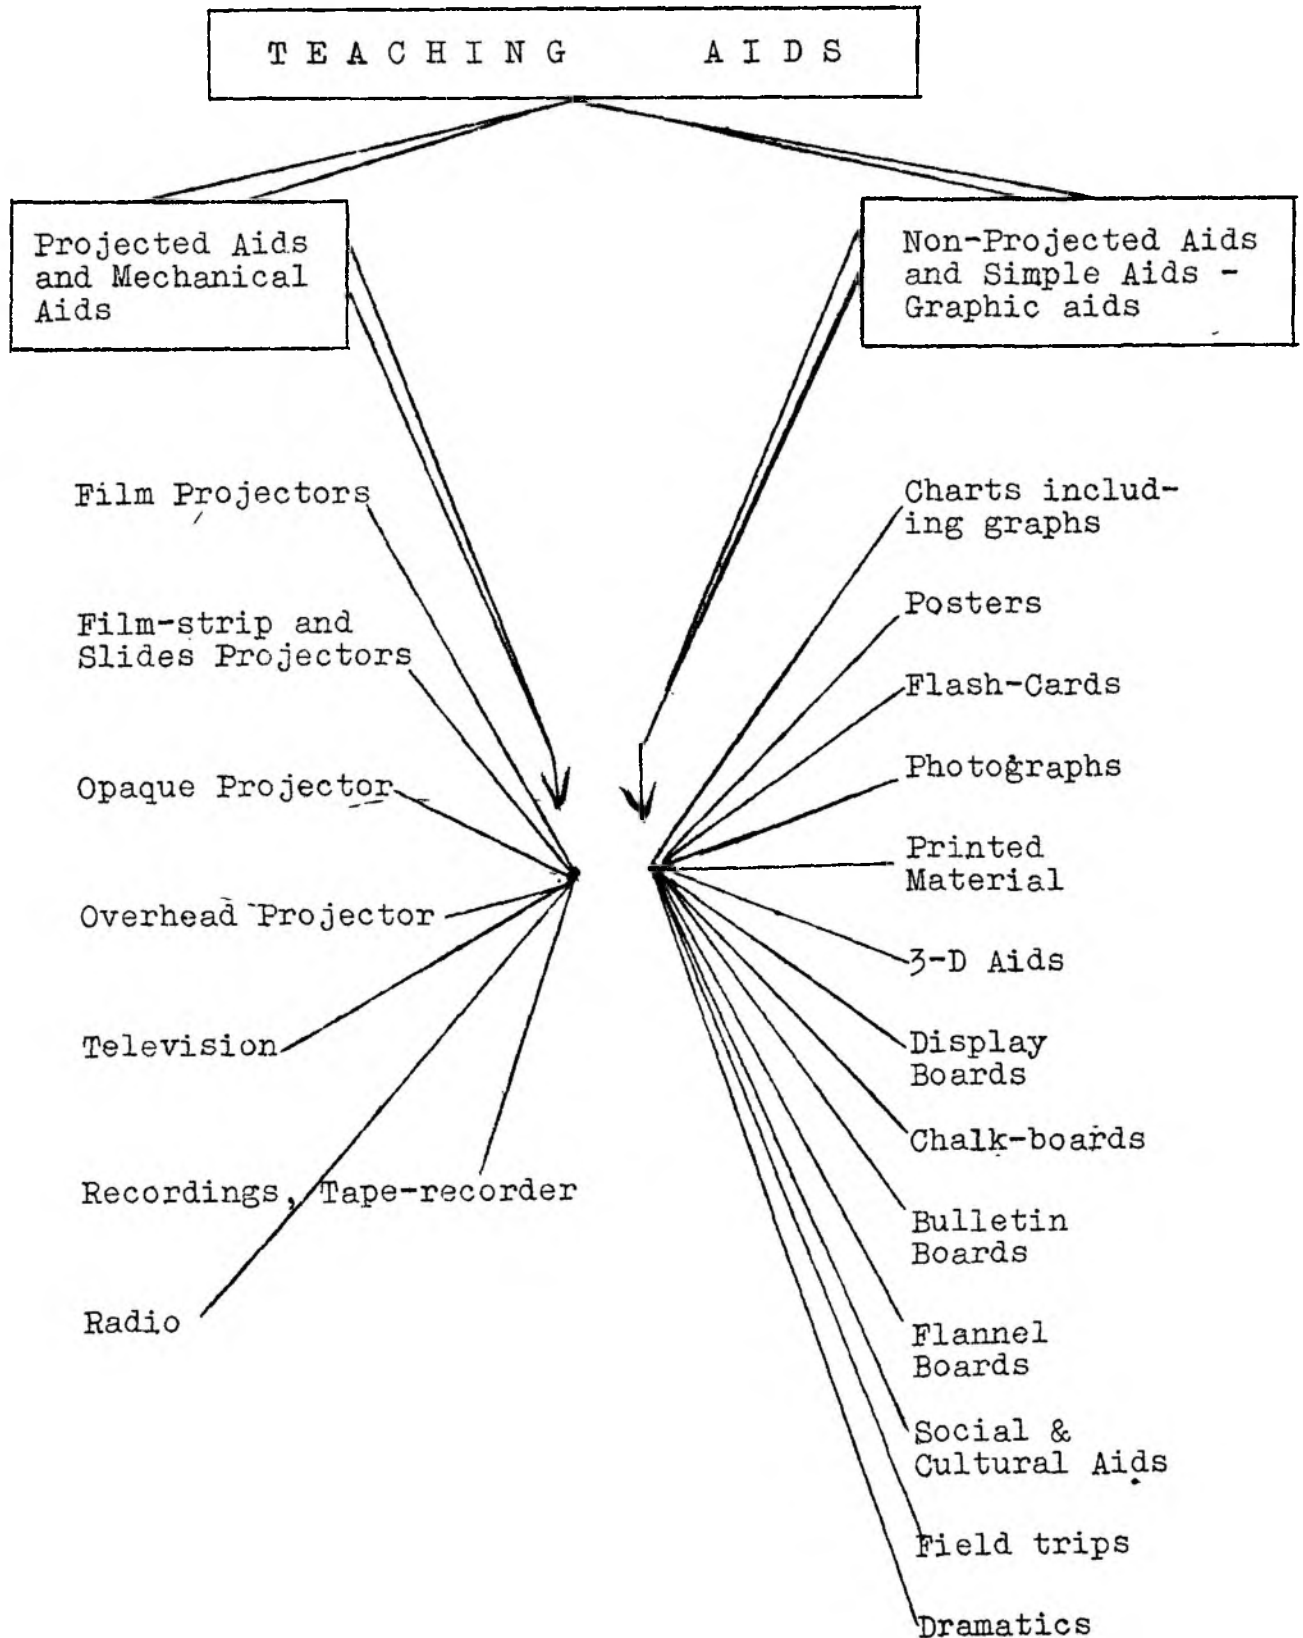 TEACHING AIDS
Projected Aids
and Mechanical
Aids
Non-Projected Aids
and Simple Aids -
Graphic aids
Film Projectors
Film-strip and
Slides Projectors
Opaque Projector
Overhead Projector
Television
Recordings, Tape-recorder
Radio
Charts includ-
ing graphs
Posters
Flash-Cards
Photographs
Printed
Material
3-D Aids
Display
Boards
Chalk-boards
Bulletin
Boards
Flannel
Boards
Social &
Cultural Aids
Field trips
Dramatics